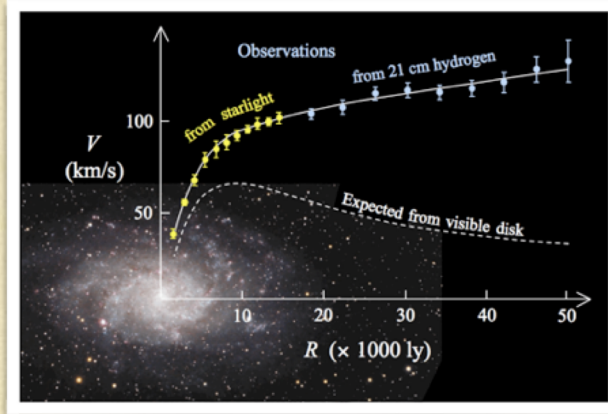 Observations
from starlight
from 21 cm hydrogen
100
V
(km/s)
50
Expected from visible disk
10
20
30
40
50
R (× 1000 ly)